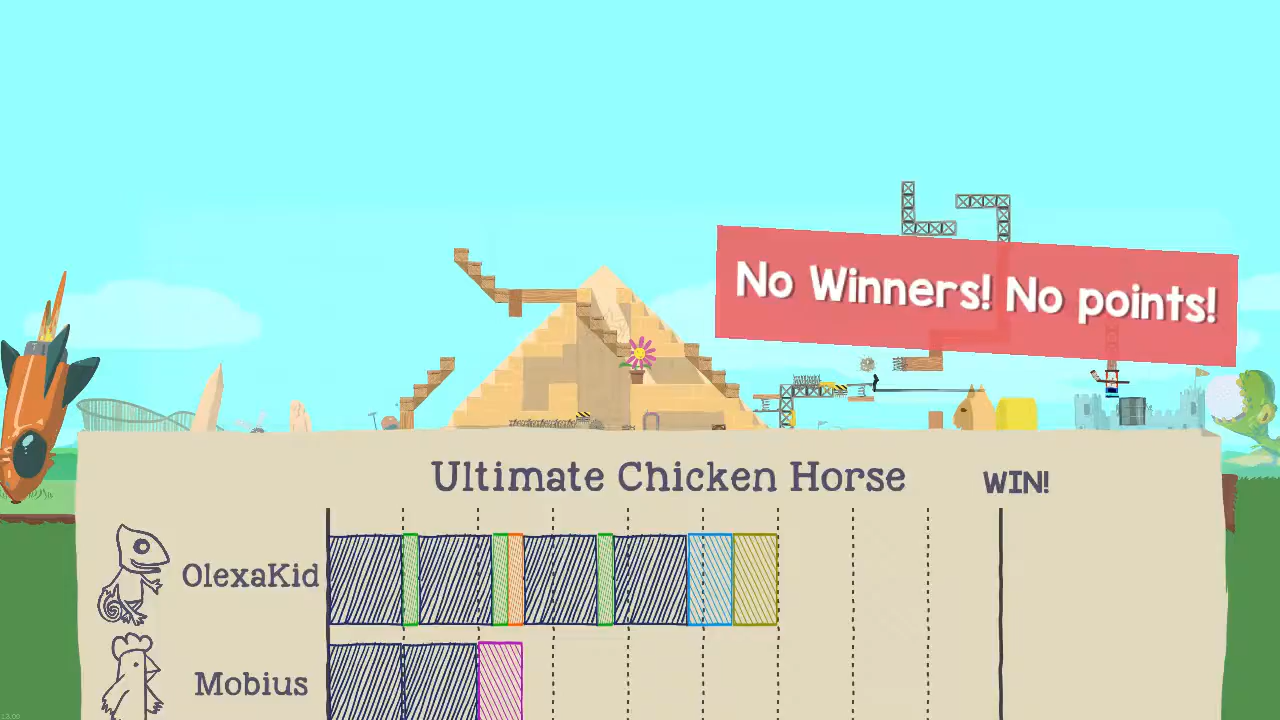 No Winners! No points!
Ultimate Chicken Horse
WIN!
OlexaKid
Mobius